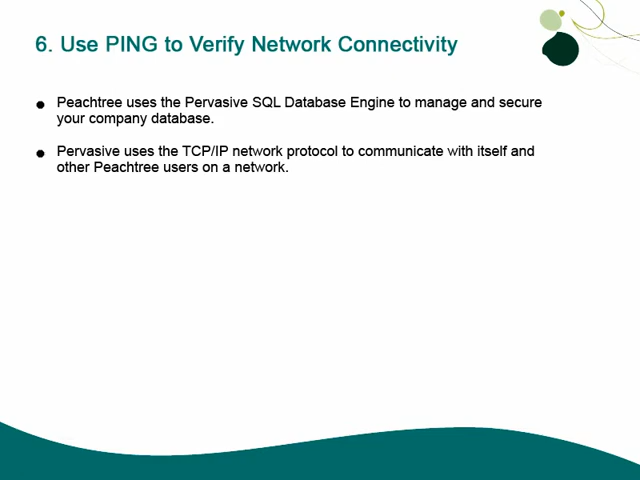 6. Use PING to Verify Network Connectivity
Peachtree uses the Pervasive SQL Database Engine to manage and secure
your company database.
Pervasive uses the TCP/IP network protocol to communicate with itself and
other Peachtree users on a network.